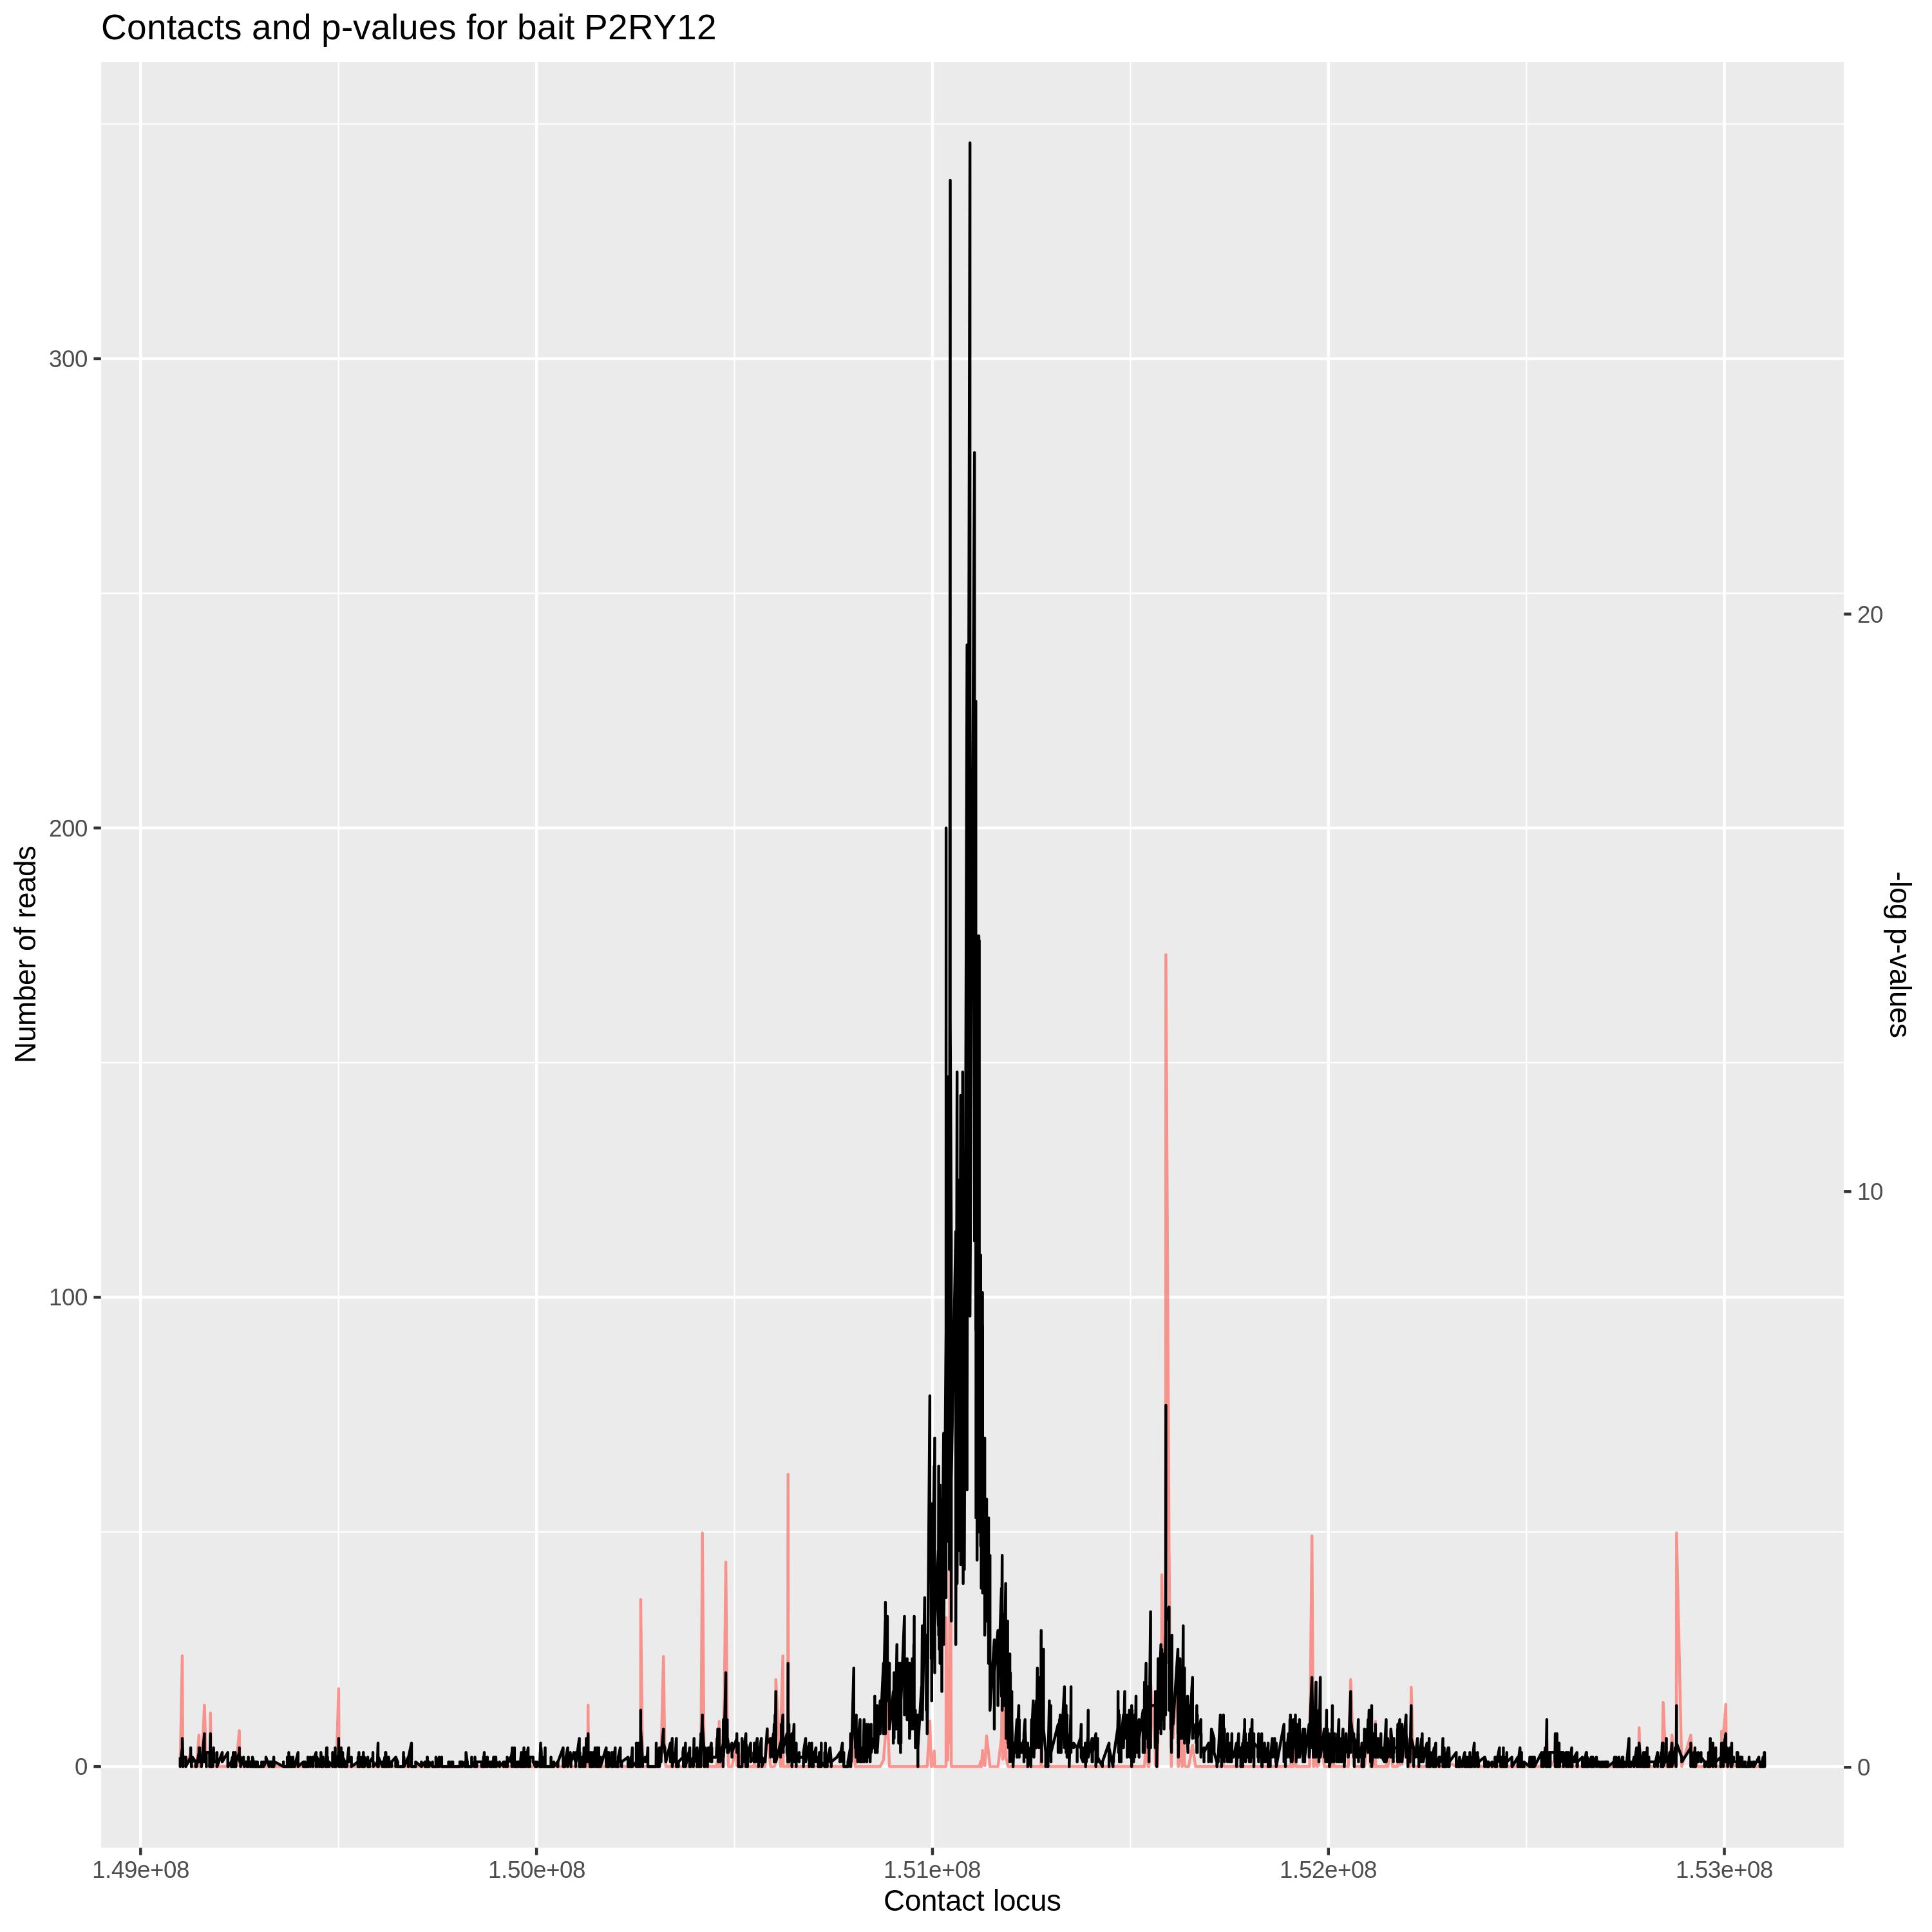 Contacts and p-values for bait P2RY12
Number of reads
300
200
100
0
20
10
0
-log p-values
1.49e+08 1.50e+08 1.51e+08 1.52e+08 1.53e+08
Contact locus